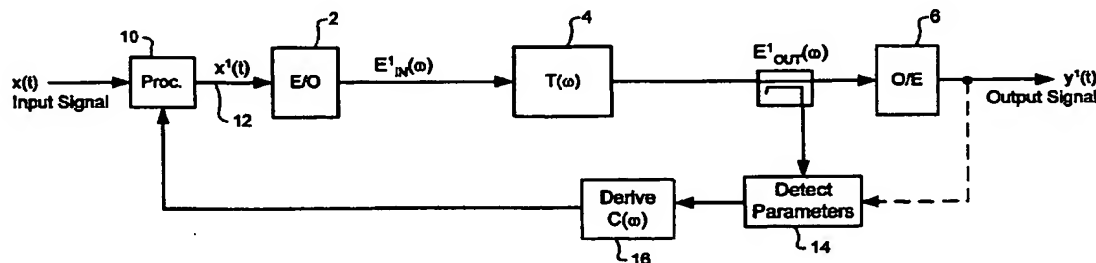 2
4
6
10
x(t)
Input Signal
Proc.
x¹(t)
12
E/O
E¹IN(ω)
T(ω)
E¹OUT(ω)
O/E
y¹(t)
Output Signal
Derive
C(ω)
16
Detect
Parameters
14